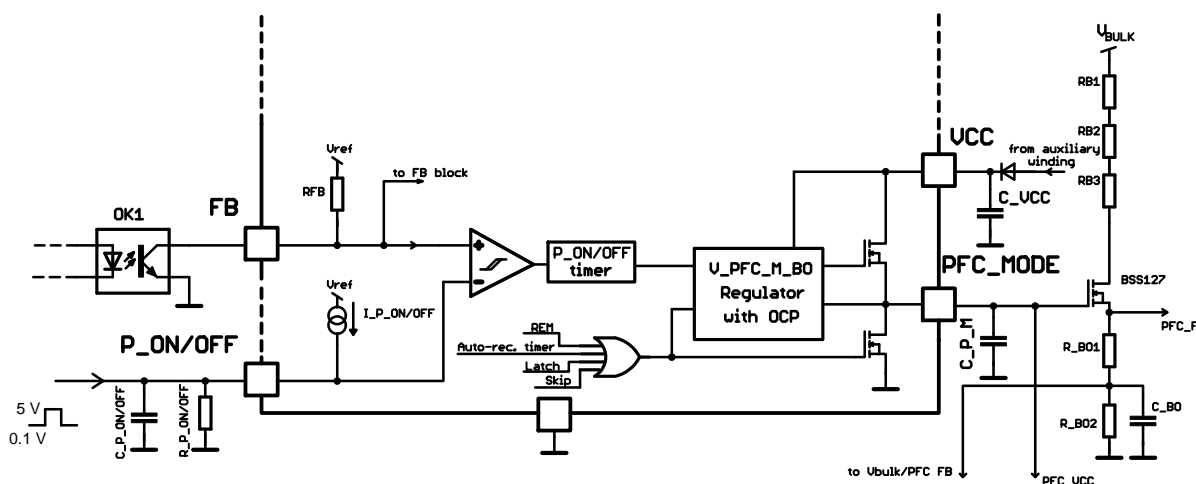 V_BULK
RB1
RB2
RB3
VCC
from auxiliary
winding
C_VCC
Vref
RFB
to FB block
FB
OK1
P_ON/OFF
timer
V_PFC_M_BO
Regulator
with OCP
PFC_MODE
BSS127
PFC_F
Vref
I_P_ON/OFF
P_ON/OFF
REM
Auto-rec. timer
Latch
Skip
C_P_M
R_BO1
R_BO2
C_BO
5 V
0.1 V
C_P_ON/OFF
R_P_ON/OFF
to Vbulk/PFC FB
PFC_VCC